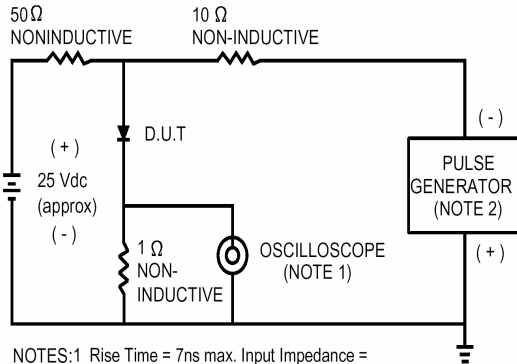 50Ω
NONINDUCTIVE
10 Ω
NON-INDUCTIVE
D.U.T
(+)
25 Vdc
(approx)
(-)
1 Ω
NON-
INDUCTIVE
OSCILLOSCOPE
(NOTE 1)
(-)
PULSE
GENERATOR
(NOTE 2)
(+)
NOTES:1 Rise Time = 7ns max. Input Impedance =